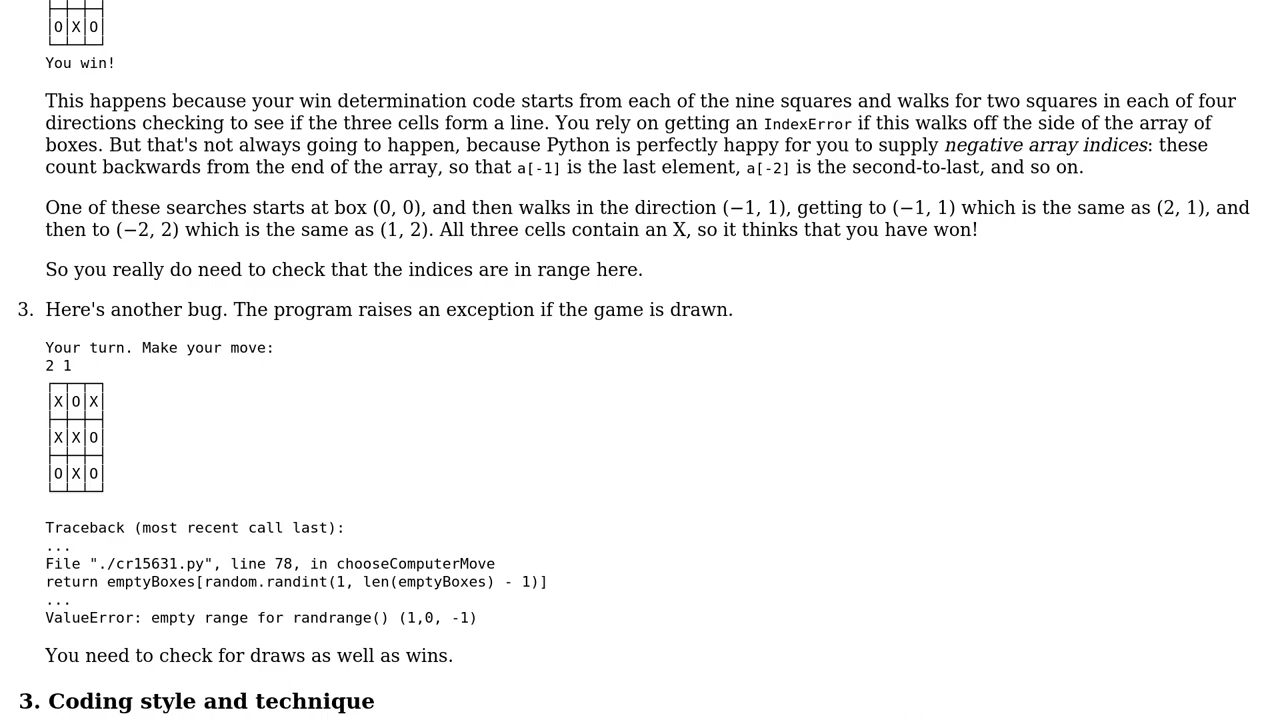 |O|X|O|
You win!
This happens because your win determination code starts from each of the nine squares and walks for two squares in each of four
directions checking to see if the three cells form a line. You rely on getting an IndexError if this walks off the side of the array of
boxes. But that's not always going to happen, because Python is perfectly happy for you to supply negative array indices: these
count backwards from the end of the array, so that a[-1] is the last element, a[-2] is the second-to-last, and so on.
One of these searches starts at box (0, 0), and then walks in the direction (−1, 1), getting to (−1, 1) which is the same as (2, 1), and
then to (−2, 2) which is the same as (1, 2). All three cells contain an X, so it thinks that you have won!
So you really do need to check that the indices are in range here.
3. Here's another bug. The program raises an exception if the game is drawn.
Your turn. Make your move:
2 1
|X|O|X|
|X|X|O|
|O|X|O|
Traceback (most recent call last):
...
File "./cr15631.py", line 78, in chooseComputerMove
return emptyBoxes[random.randint(1, len(emptyBoxes) - 1)]
...
ValueError: empty range for randrange() (1,0, -1)
You need to check for draws as well as wins.
3. Coding style and technique